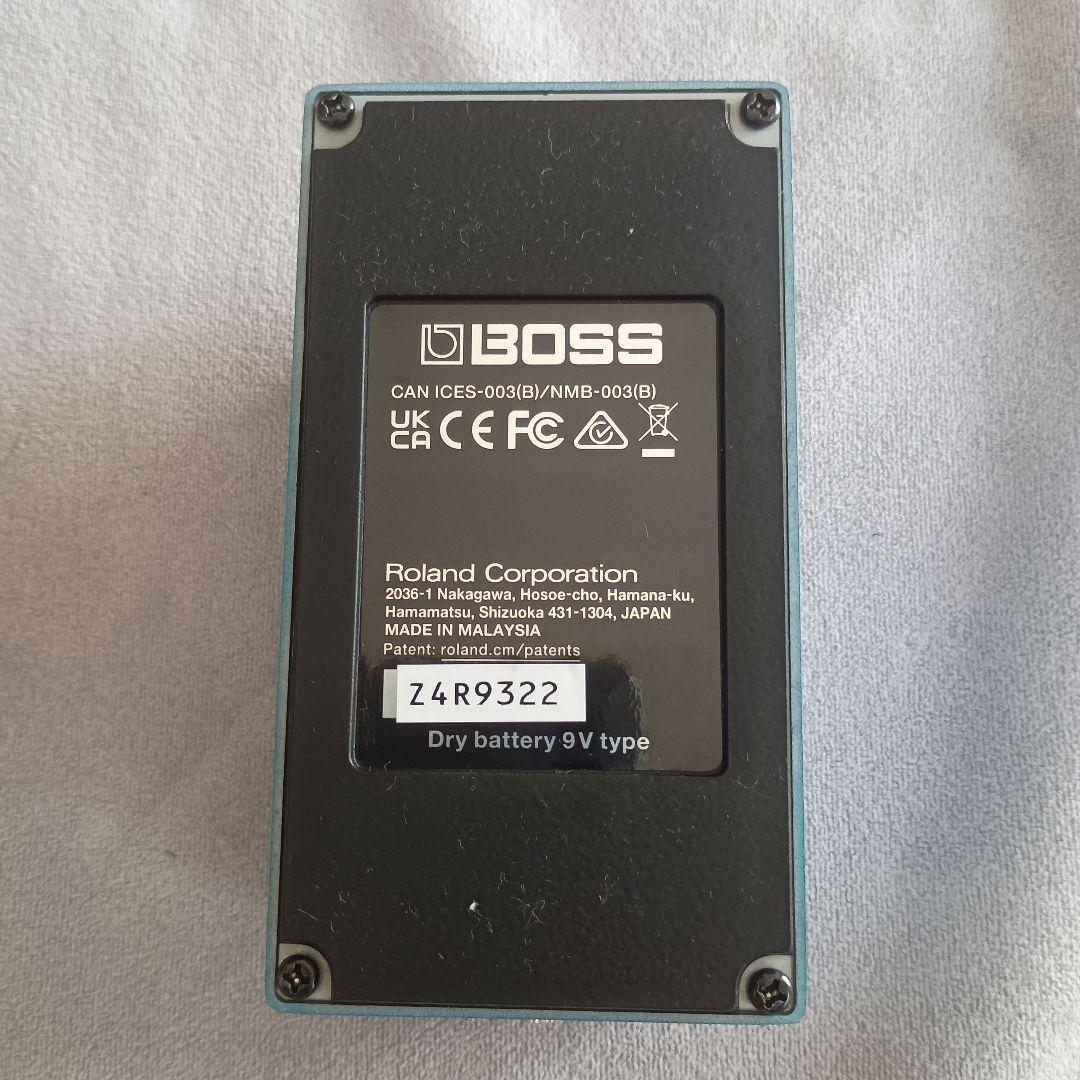 BOSS
CAN ICES-003(B)/NMB-003(B)
UK CA CE FC
Roland Corporation
2036-1 Nakagawa, Hosoe-cho, Hamana-ku,
Hamamatsu, Shizuoka 431-1304, JAPAN
MADE IN MALAYSIA
Patent: roland.cm/patents
Z4R9322
Dry battery 9V type